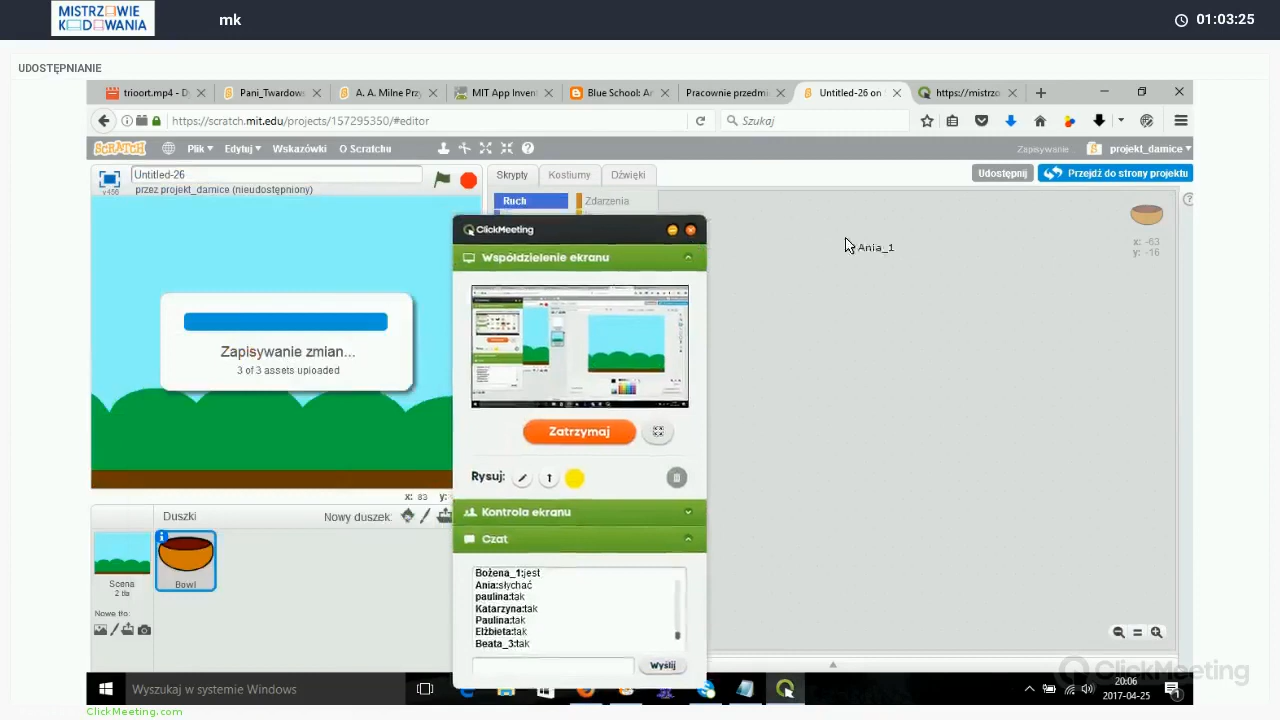 MISTRZOWIE
KODOWANIA
mk
01:03:25
UDOSTĘPNIANIE
trioort.mp4 - D
Pani_Twardow
A. A. Milne Prz
MIT App Inven
Blue School: A
Pracownie przedmi
Untitled-26 on
https://mistrzo
https://scratch.mit.edu/projects/157295350/#editor
Szukaj
SCRATCH
Plik
Edytuj
Wskazówki
O Scratchu
Zapisywanie...
projekt_damice
Untitled-26
przez projekt_damice (nieudostępniony)
v456
Skrypty
Kostiumy
Dźwięki
Udostępnij
Przejdź do strony projektu
Ruch
Zdarzenia
Ania_1
x: -63
y: -16
ClickMeeting
Współdzielenie ekranu
Zapisywanie zmian...
3 of 3 assets uploaded
Zatrzymaj
Rysuj:
x: 83 y:
Kontrola ekranu
Duszki
Nowy duszek:
Czat
Scena
2 tła
Bowl
Nowe tło:
Bożena_1:jest
Ania:słychać
paulina:tak
Katarzyna:tak
Paulina:tak
Elżbieta:tak
Beata_3:tak
Wyślij
ClickMeeting
Wyszukaj w systemie Windows
20:06
2017-04-25
1
ClickMeeting.com